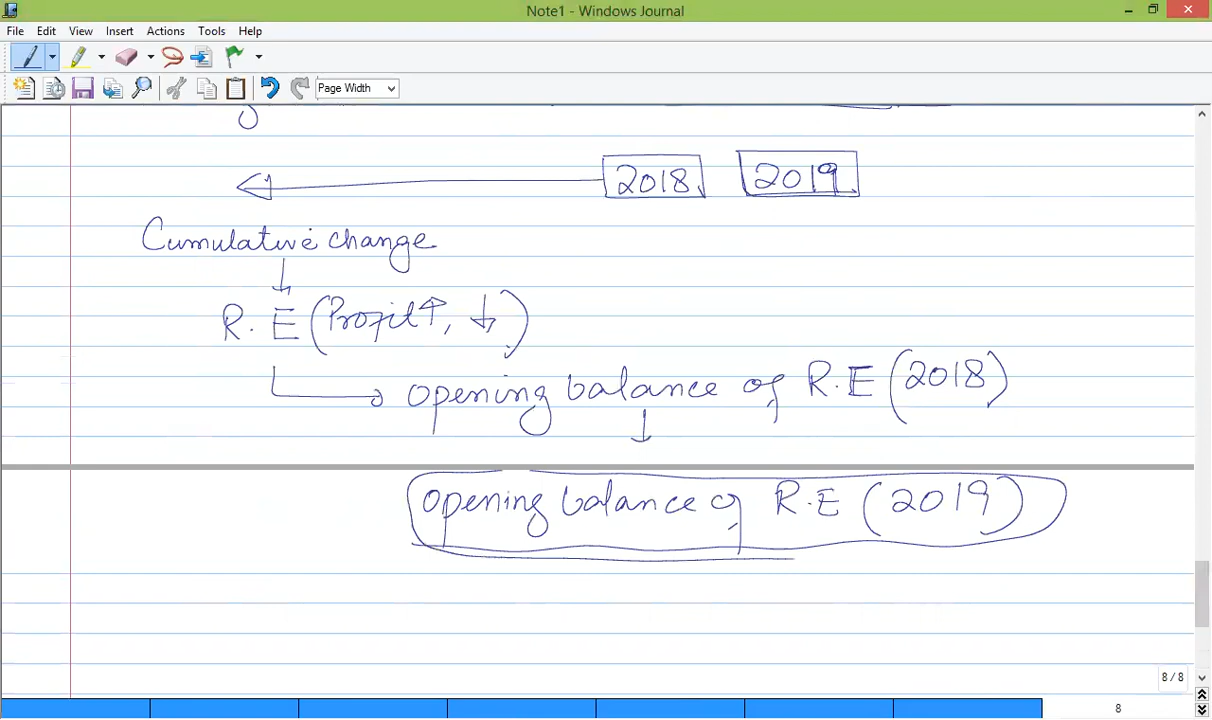 Note1 - Windows Journal
File Edit View Insert Actions Tools Help
Page Width
2018 2019
Cumulative change
R. E (Profit↑, ↓)
opening balance of R.E (2018)
↓
opening balance of R.E (2019)
8 / 8
8